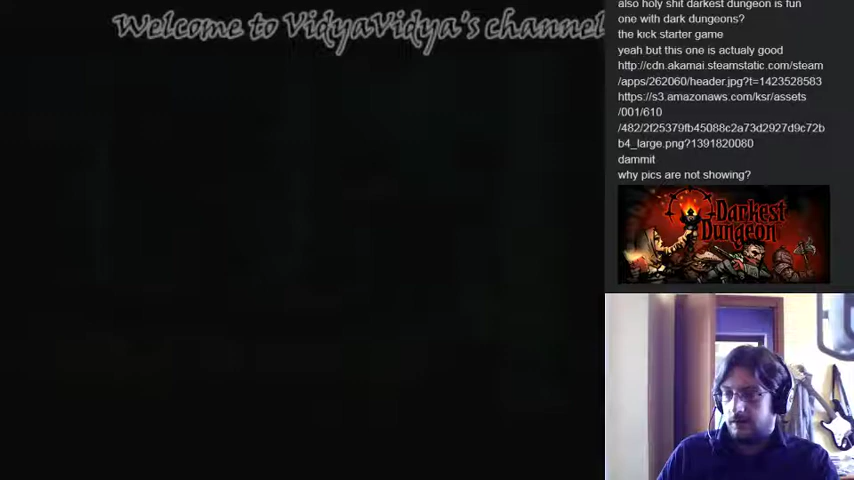 Welcome to VidyaVidya's channel
also holy shit darkest dungeon is fun
one with dark dungeons?
the kick starter game
yeah but this one is actualy good
http://cdn.akamai.steamstatic.com/steam
/apps/262060/header.jpg?t=1423528583
https://s3.amazonaws.com/ksr/assets
/001/610
/482/2f25379fb45088c2a73d2927d9c72b
b4_large.png?1391820080
dammit
why pics are not showing?
Darkest
Dungeon